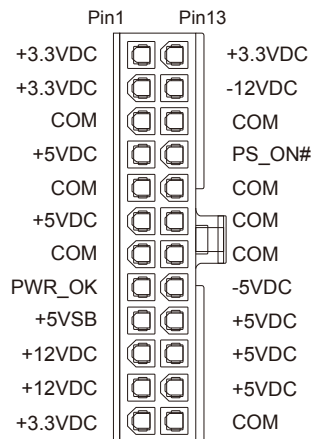 Pin1 Pin13
+3.3VDC +3.3VDC
+3.3VDC -12VDC
COM COM
+5VDC PS_ON#
COM COM
+5VDC COM
COM COM
PWR_OK -5VDC
+5VSB +5VDC
+12VDC +5VDC
+12VDC +5VDC
+3.3VDC COM